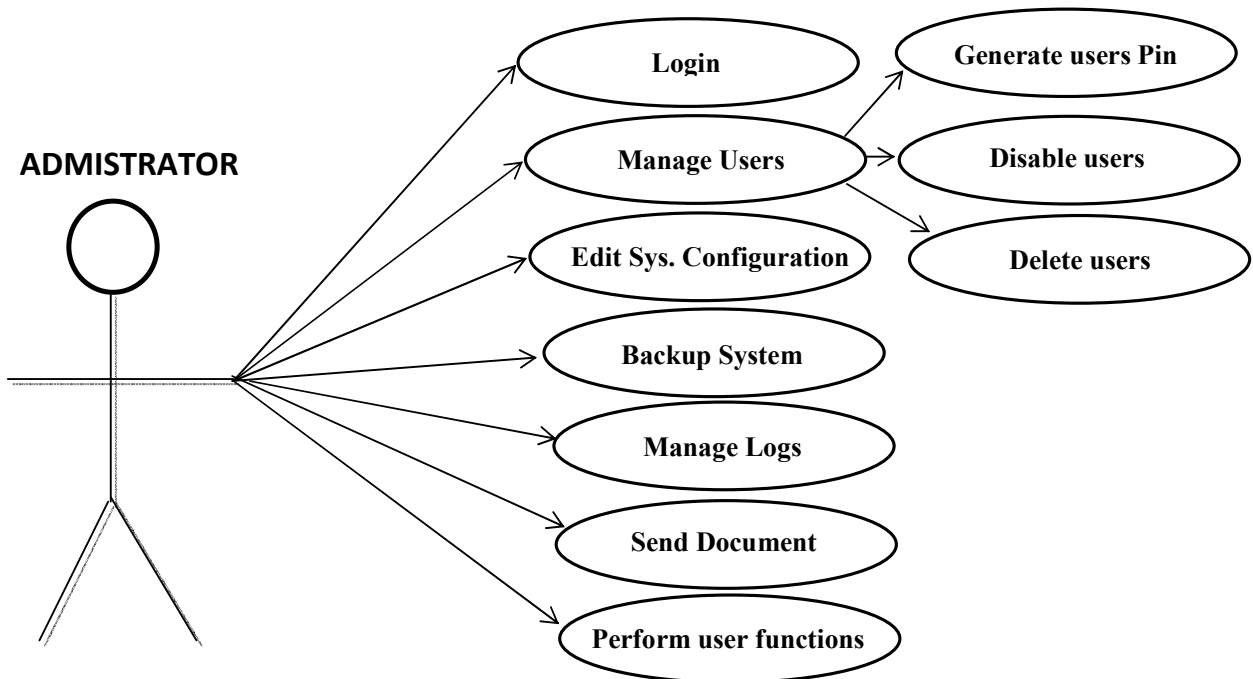 ADMISTRATOR
Login
Manage Users
Edit Sys. Configuration
Backup System
Manage Logs
Send Document
Perform user functions
Generate users Pin
Disable users
Delete users